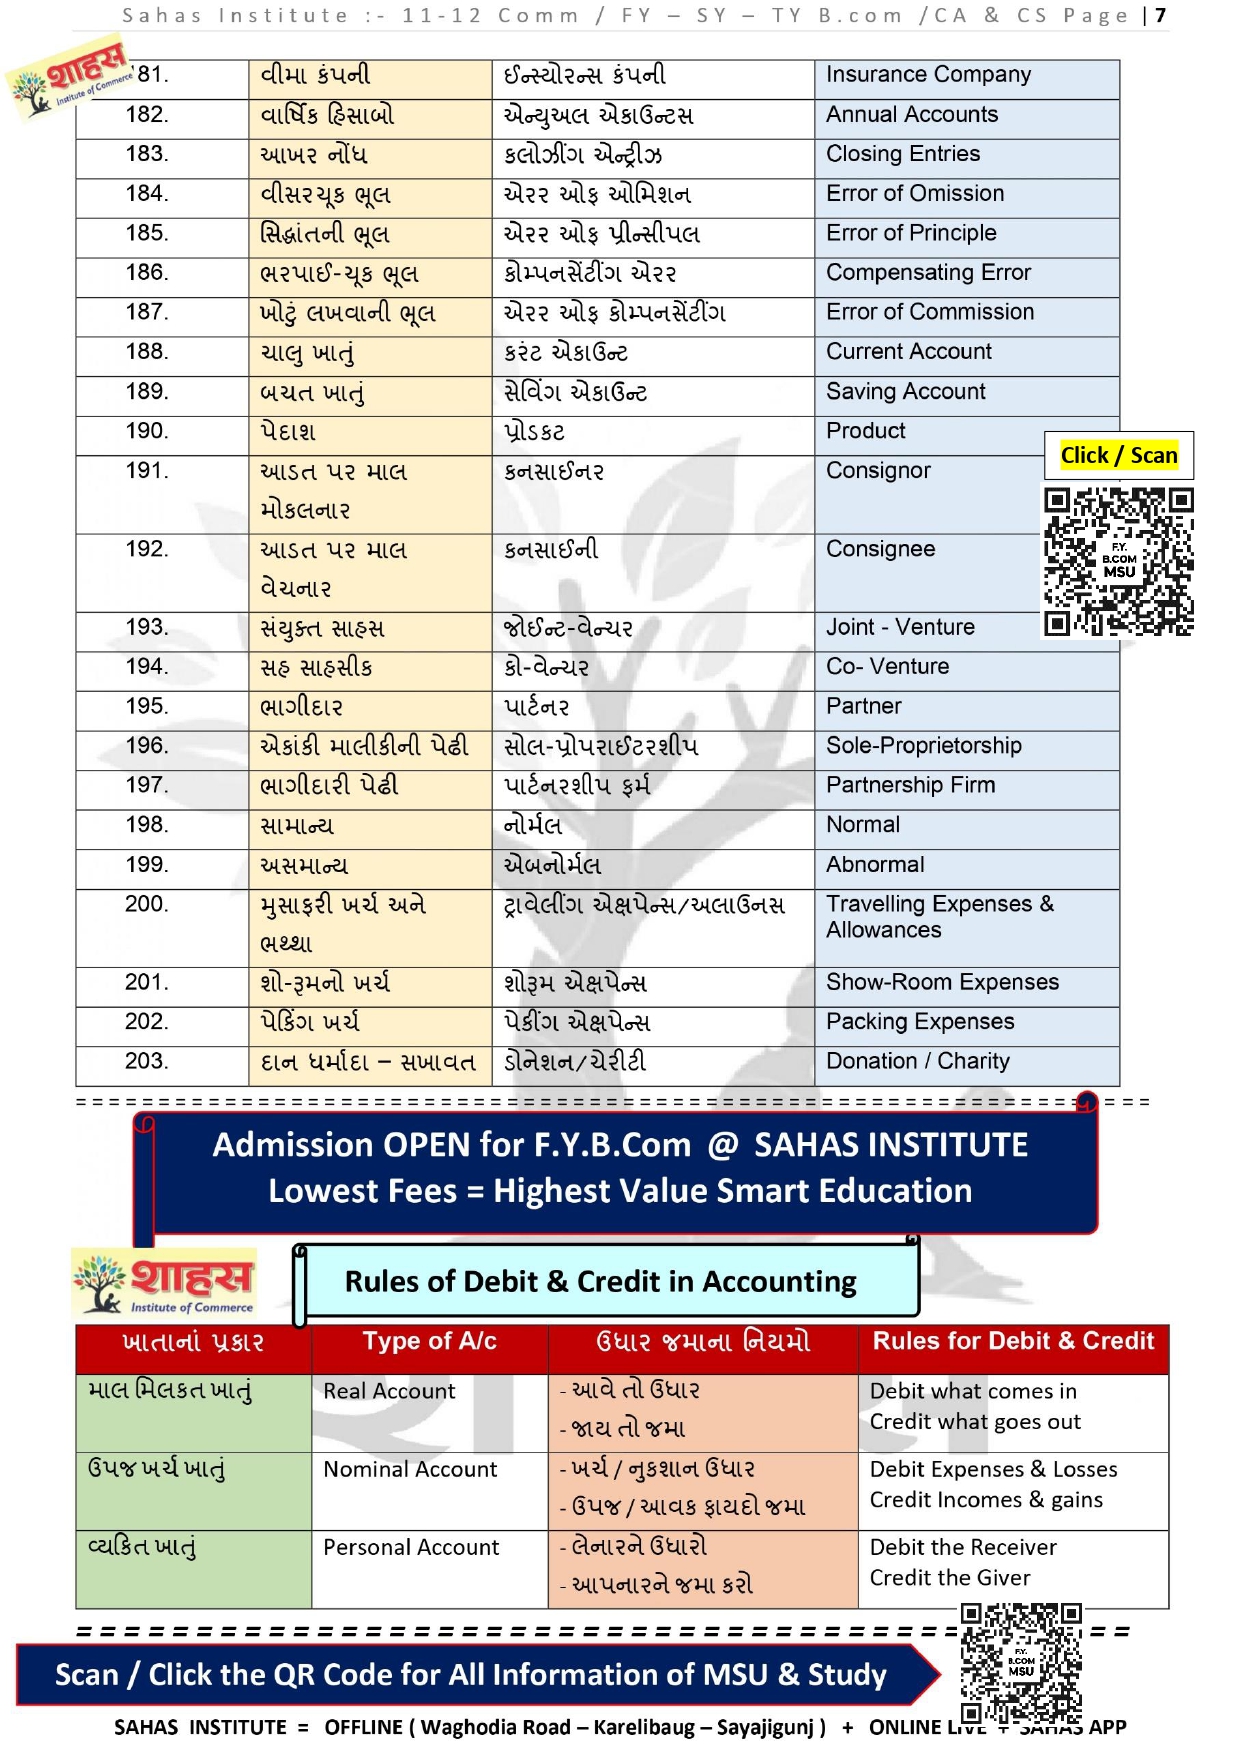 Sahas Institute :- 11-12 Comm / FY – SY – TY B.com /CA & CS Page | 7
शाहस
Institute of Commerce
181. વીમા કંપની ઈન્સ્યોરન્સ કંપની Insurance Company
182. વાર્ષિક હિસાબો એન્યુઅલ એકાઉન્ટસ Annual Accounts
183. આખર નોંધ કલોઝીંગ એન્ટ્રીઝ Closing Entries
184. વીસરચૂક ભૂલ એરર ઓફ ઓમિશન Error of Omission
185. સિદ્ધાંતની ભૂલ એરર ઓફ પ્રીન્સીપલ Error of Principle
186. ભરપાઈ-ચૂક ભૂલ કોમ્પનસેંટીંગ એરર Compensating Error
187. ખોટું લખવાની ભૂલ એરર ઓફ કોમ્પનસેંટીંગ Error of Commission
188. ચાલુ ખાતું કરંટ એકાઉન્ટ Current Account
189. બચત ખાતું સેવિંગ એકાઉન્ટ Saving Account
190. પેદાશ પ્રોડકટ Product
Click / Scan
191. આડત પર માલ કનસાઈનર Consignor
મોકલનાર
192. આડત પર માલ કનસાઈની Consignee
વેચનાર
F.Y.
B.COM
MSU
193. સંયુક્ત સાહસ જોઈન્ટ-વેન્ચર Joint - Venture
194. સહ સાહસીક કો-વેન્ચર Co- Venture
195. ભાગીદાર પાર્ટનર Partner
196. એકાંકી માલીકીની પેઢી સોલ-પ્રોપરાઈટરશીપ Sole-Proprietorship
197. ભાગીદારી પેઢી પાર્ટનરશીપ ફર્મ Partnership Firm
198. સામાન્ય નોર્મલ Normal
199. અસમાન્ય એબનોર્મલ Abnormal
200. મુસાફરી ખર્ચ અને ટ્રાવેલીંગ એક્ષપેન્સ/અલાઉનસ Travelling Expenses &
ભથ્થા Allowances
201. શો-રૂમનો ખર્ચ શોરૂમ એક્ષપેન્સ Show-Room Expenses
202. પેકિંગ ખર્ચ પેકીંગ એક્ષપેન્સ Packing Expenses
203. દાન ધર્માદા – સખાવત ડોનેશન/ચેરીટી Donation / Charity
Admission OPEN for F.Y.B.Com @ SAHAS INSTITUTE
Lowest Fees = Highest Value Smart Education
शाहस
Institute of Commerce
Rules of Debit & Credit in Accounting
ખાતાનાં પ્રકાર Type of A/c ઉધાર જમાના નિયમો Rules for Debit & Credit
માલ મિલકત ખાતું Real Account - આવે તો ઉધાર Debit what comes in
- જાય તો જમા Credit what goes out
ઉપજ ખર્ચ ખાતું Nominal Account - ખર્ચ / નુકશાન ઉધાર Debit Expenses & Losses
- ઉપજ / આવક ફાયદો જમા Credit Incomes & gains
વ્યકિત ખાતું Personal Account - લેનારને ઉધારો Debit the Receiver
- આપનારને જમા કરો Credit the Giver
Scan / Click the QR Code for All Information of MSU & Study
F.Y.
B.COM
MSU
SAHAS INSTITUTE = OFFLINE ( Waghodia Road – Karelibaug – Sayajigunj ) + ONLINE LIVE + SAHAS APP